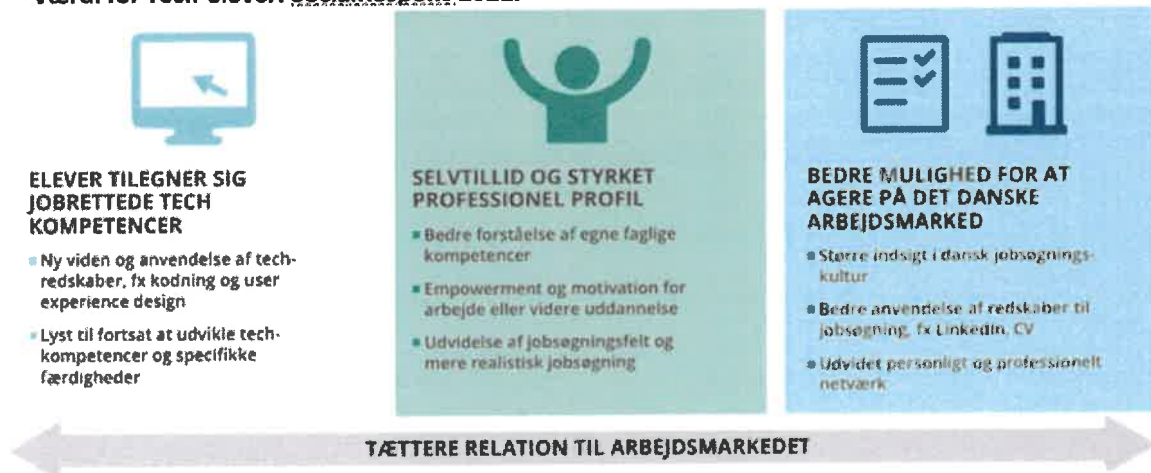 Værdi for
ELEVER TILEGNER SIG
JOBRETTEDE TECH
KOMPETENCER
Ny viden og anvendelse af tech-
redskaber, fx kodning og user
experience design
Lyst til fortsat at udvikle tech-
kompetencer og specifikke
færdigheder
SELVTILLID OG STYRKET
PROFESSIONEL PROFIL
Bedre forståelse af egne faglige
kompetencer
Empowerment og motivation for
arbejde eller videre uddannelse
Udvidelse af jobsøgningsfelt og
mere realistisk jobsøgning
BEDRE MULIGHED FOR AT
AGERE PÅ DET DANSKE
ARBEJDSMARKED
Større indsigt i dansk jobsøgnings-
kultur
Bedre anvendelse af redskaber til
jobsøgning, fx LinkedIn, CV
Udvidet personligt og professionelt
netværk
TÆTTERE RELATION TIL ARBEJDSMARKEDET